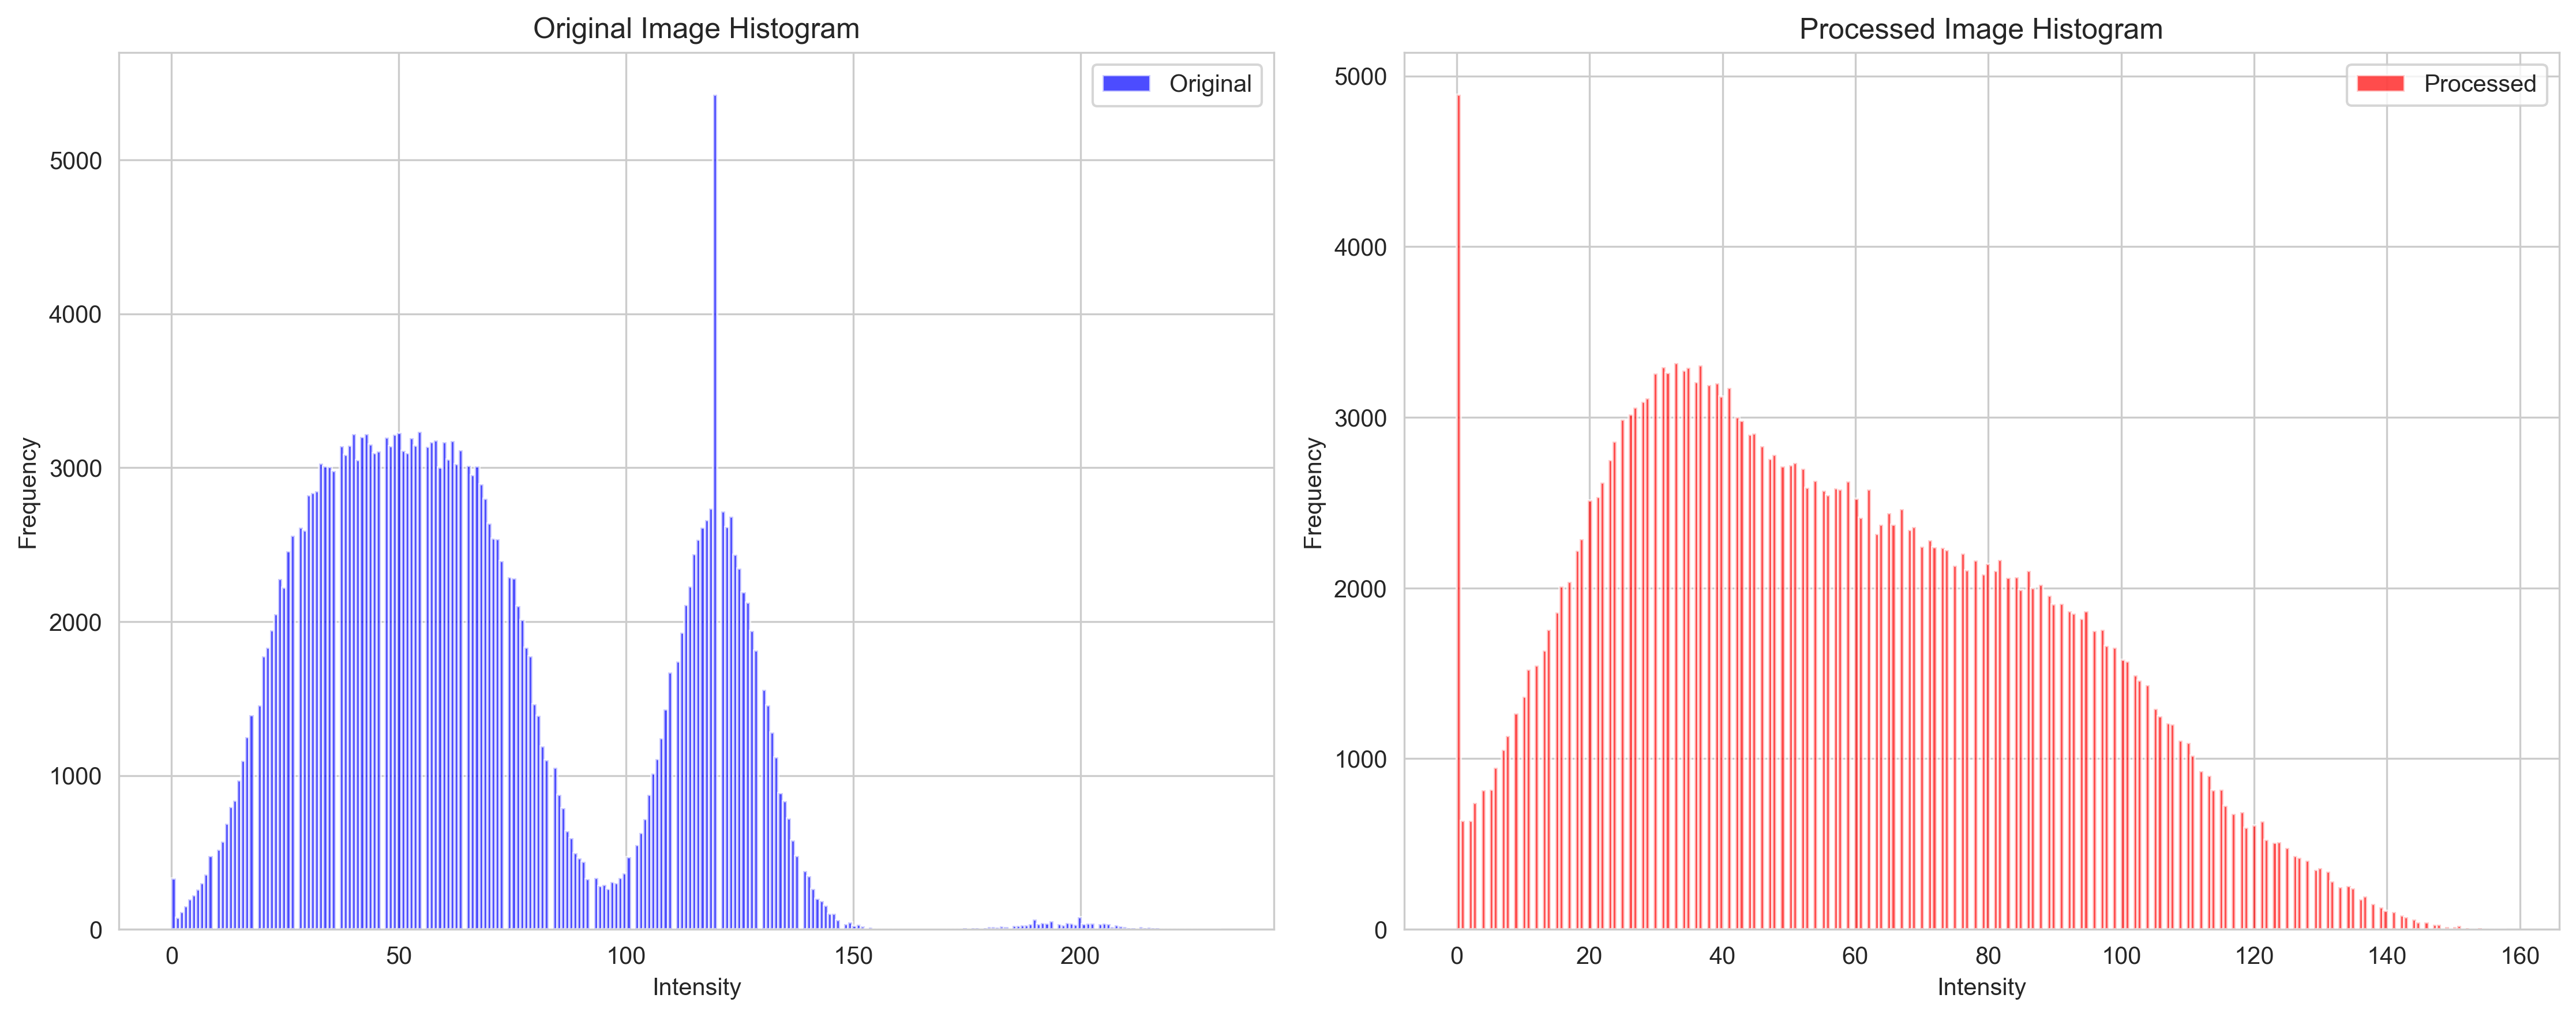 Original Image Histogram
Original
5000
4000
3000
2000
1000
0
Frequency
0 50 100 150 200
Intensity
Processed Image Histogram
Processed
5000
4000
3000
2000
1000
0
Frequency
0 20 40 60 80 100 120 140 160
Intensity